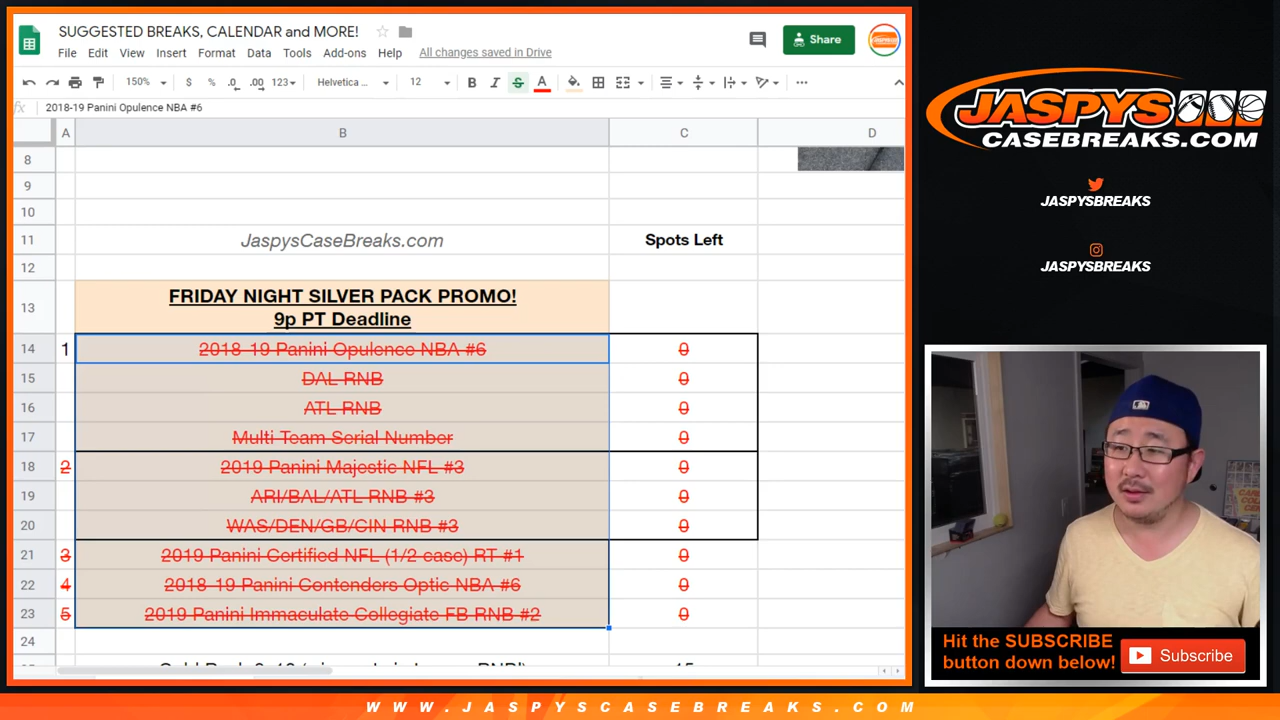 SUGGESTED BREAKS, CALENDAR and MORE!
File Edit View Insert Format Data Tools Add-ons Help All changes saved in Drive
Share
150% $ % .0 .00 123 Helvetica ... 12 B I S A
fx 2018-19 Panini Opulence NBA #6
A B C D
8
9
10
11 JaspysCaseBreaks.com Spots Left
12
13 FRIDAY NIGHT SILVER PACK PROMO!
9p PT Deadline
14 1 2018-19 Panini Opulence NBA #6 0
15 DAL RNB 0
16 ATL RNB 0
17 Multi Team Serial Number 0
18 2 2019 Panini Majestic NFL #3 0
19 ARI/BAL/ATL RNB #3 0
20 WAS/DEN/GB/CIN RNB #3 0
21 3 2019 Panini Certified NFL (1/2 case) RT #1 0
22 4 2018-19 Panini Contenders Optic NBA #6 0
23 5 2019 Panini Immaculate Collegiate FB RNB #2 0
24
JASPYS
CASEBREAKS.COM
JASPYSBREAKS
JASPYSBREAKS
Hit the SUBSCRIBE
button down below!
Subscribe
WWW.JASPYSCASEBREAKS.COM